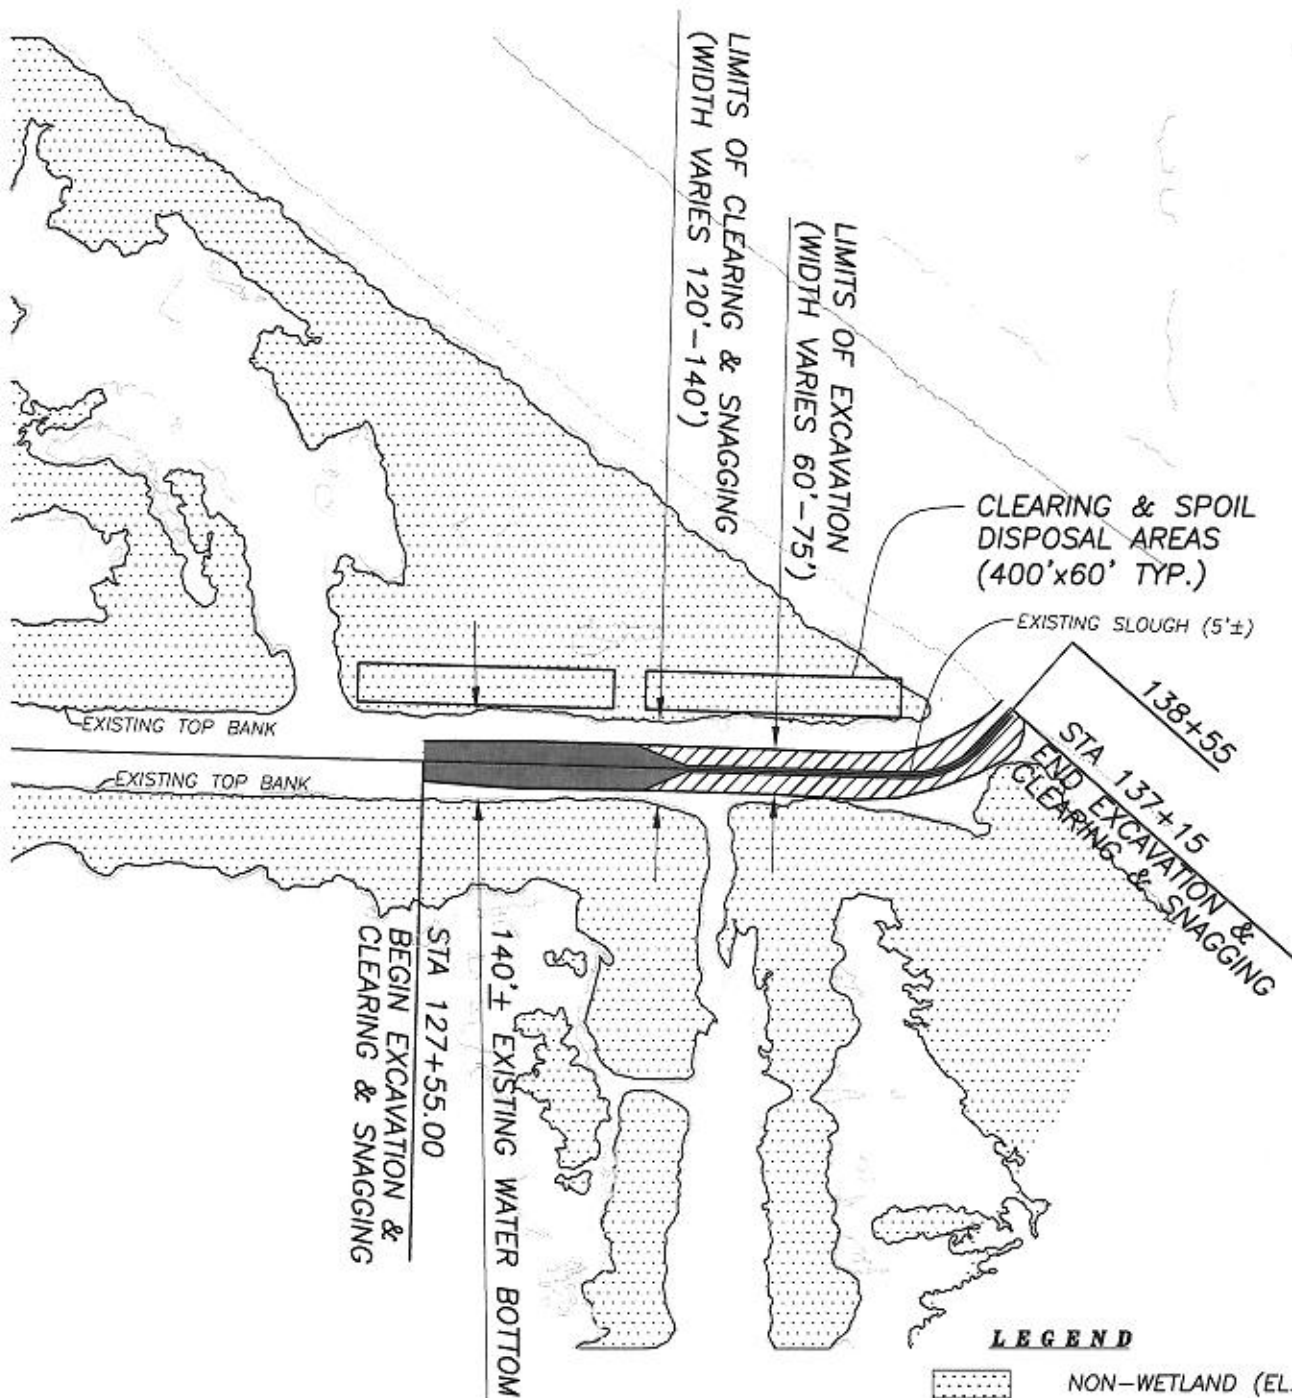 LIMITS OF CLEARING & SNAGGING
(WIDTH VARIES 120'-140')
LIMITS OF EXCAVATION
(WIDTH VARIES 60'-75')
CLEARING & SPOIL
DISPOSAL AREAS
(400'x60' TYP.)
EXISTING SLOUGH (5'±)
138+55
STA 137+15
END EXCAVATION &
CLEARING & SNAGGING
EXISTING TOP BANK
EXISTING TOP BANK
140'± EXISTING WATER BOTTOM
STA 127+55.00
BEGIN EXCAVATION &
CLEARING & SNAGGING
LEGEND
NON-WETLAND (EL.